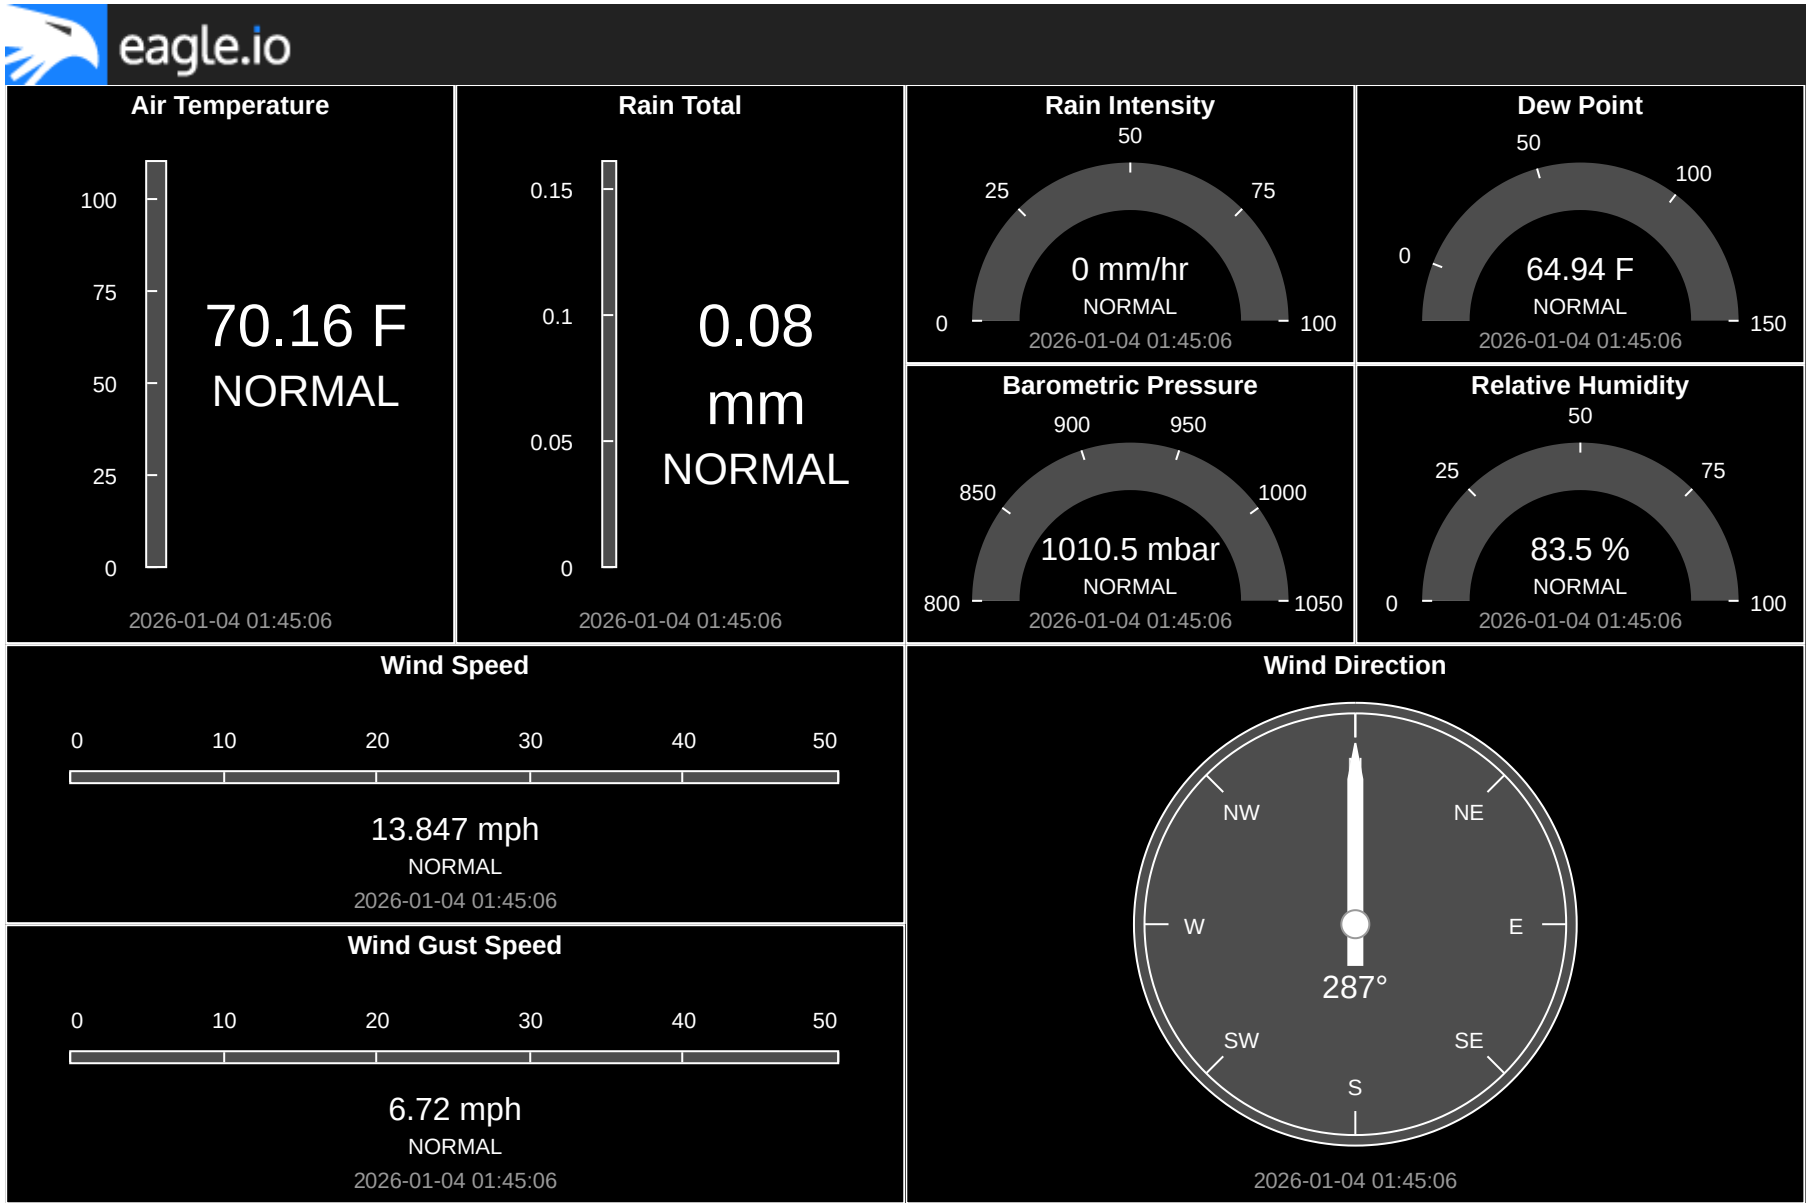 eagle.io
Air Temperature
100
75
50
25
0
70.16 F
NORMAL
2026-01-04 01:45:06
Rain Total
0.15
0.1
0.05
0
0.08
mm
NORMAL
2026-01-04 01:45:06
Rain Intensity
0
25
50
75
100
0 mm/hr
NORMAL
2026-01-04 01:45:06
Dew Point
0
50
100
150
64.94 F
NORMAL
2026-01-04 01:45:06
Barometric Pressure
800
850
900
950
1000
1050
1010.5 mbar
NORMAL
2026-01-04 01:45:06
Relative Humidity
0
25
50
75
100
83.5 %
NORMAL
2026-01-04 01:45:06
Wind Speed
0 10 20 30 40 50
13.847 mph
NORMAL
2026-01-04 01:45:06
Wind Gust Speed
0 10 20 30 40 50
6.72 mph
NORMAL
2026-01-04 01:45:06
Wind Direction
NW NE
W E
287°
SW SE
S
2026-01-04 01:45:06